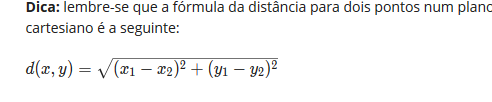 Dica: lembre-se que a fórmula da distância para dois pontos num plano
cartesiano é a seguinte:
d(x, y) = √(x₁ − x₂)² + (y₁ − y₂)²